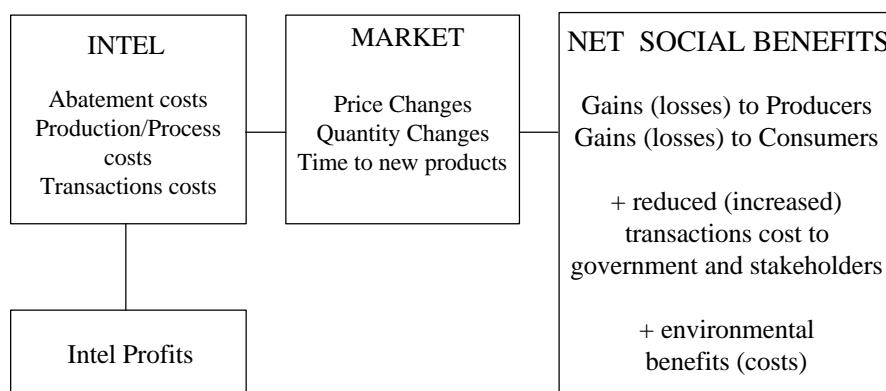 INTEL
Abatement costs
Production/Process
costs
Transactions costs
Intel Profits
MARKET
Price Changes
Quantity Changes
Time to new products
NET SOCIAL BENEFITS
Gains (losses) to Producers
Gains (losses) to Consumers
+ reduced (increased)
transactions cost to
government and stakeholders
+ environmental
benefits (costs)